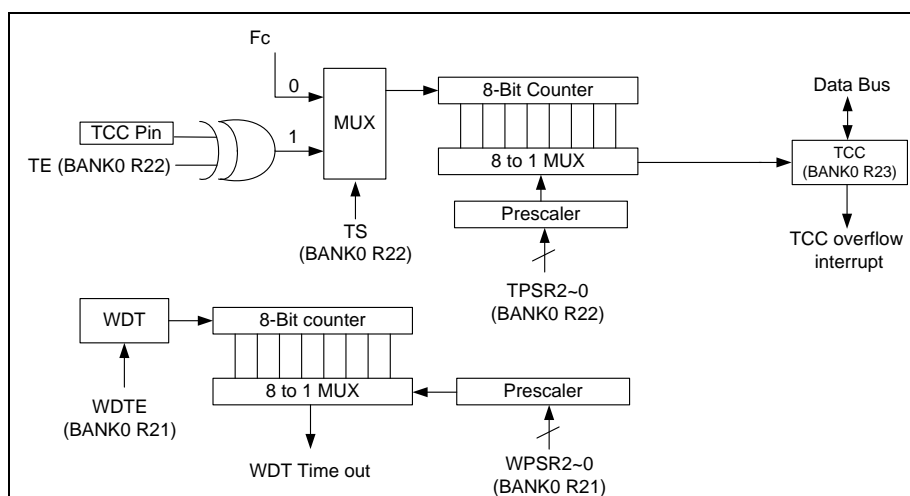 Fc
0
MUX
8-Bit Counter
Data Bus
TCC Pin
1
TE (BANK0 R22)
8 to 1 MUX
TCC
(BANK0 R23)
Prescaler
TS
(BANK0 R22)
TCC overflow
interrupt
TPSR2~0
(BANK0 R22)
WDT
8-Bit counter
8 to 1 MUX
Prescaler
WDTE
(BANK0 R21)
WDT Time out
WPSR2~0
(BANK0 R21)